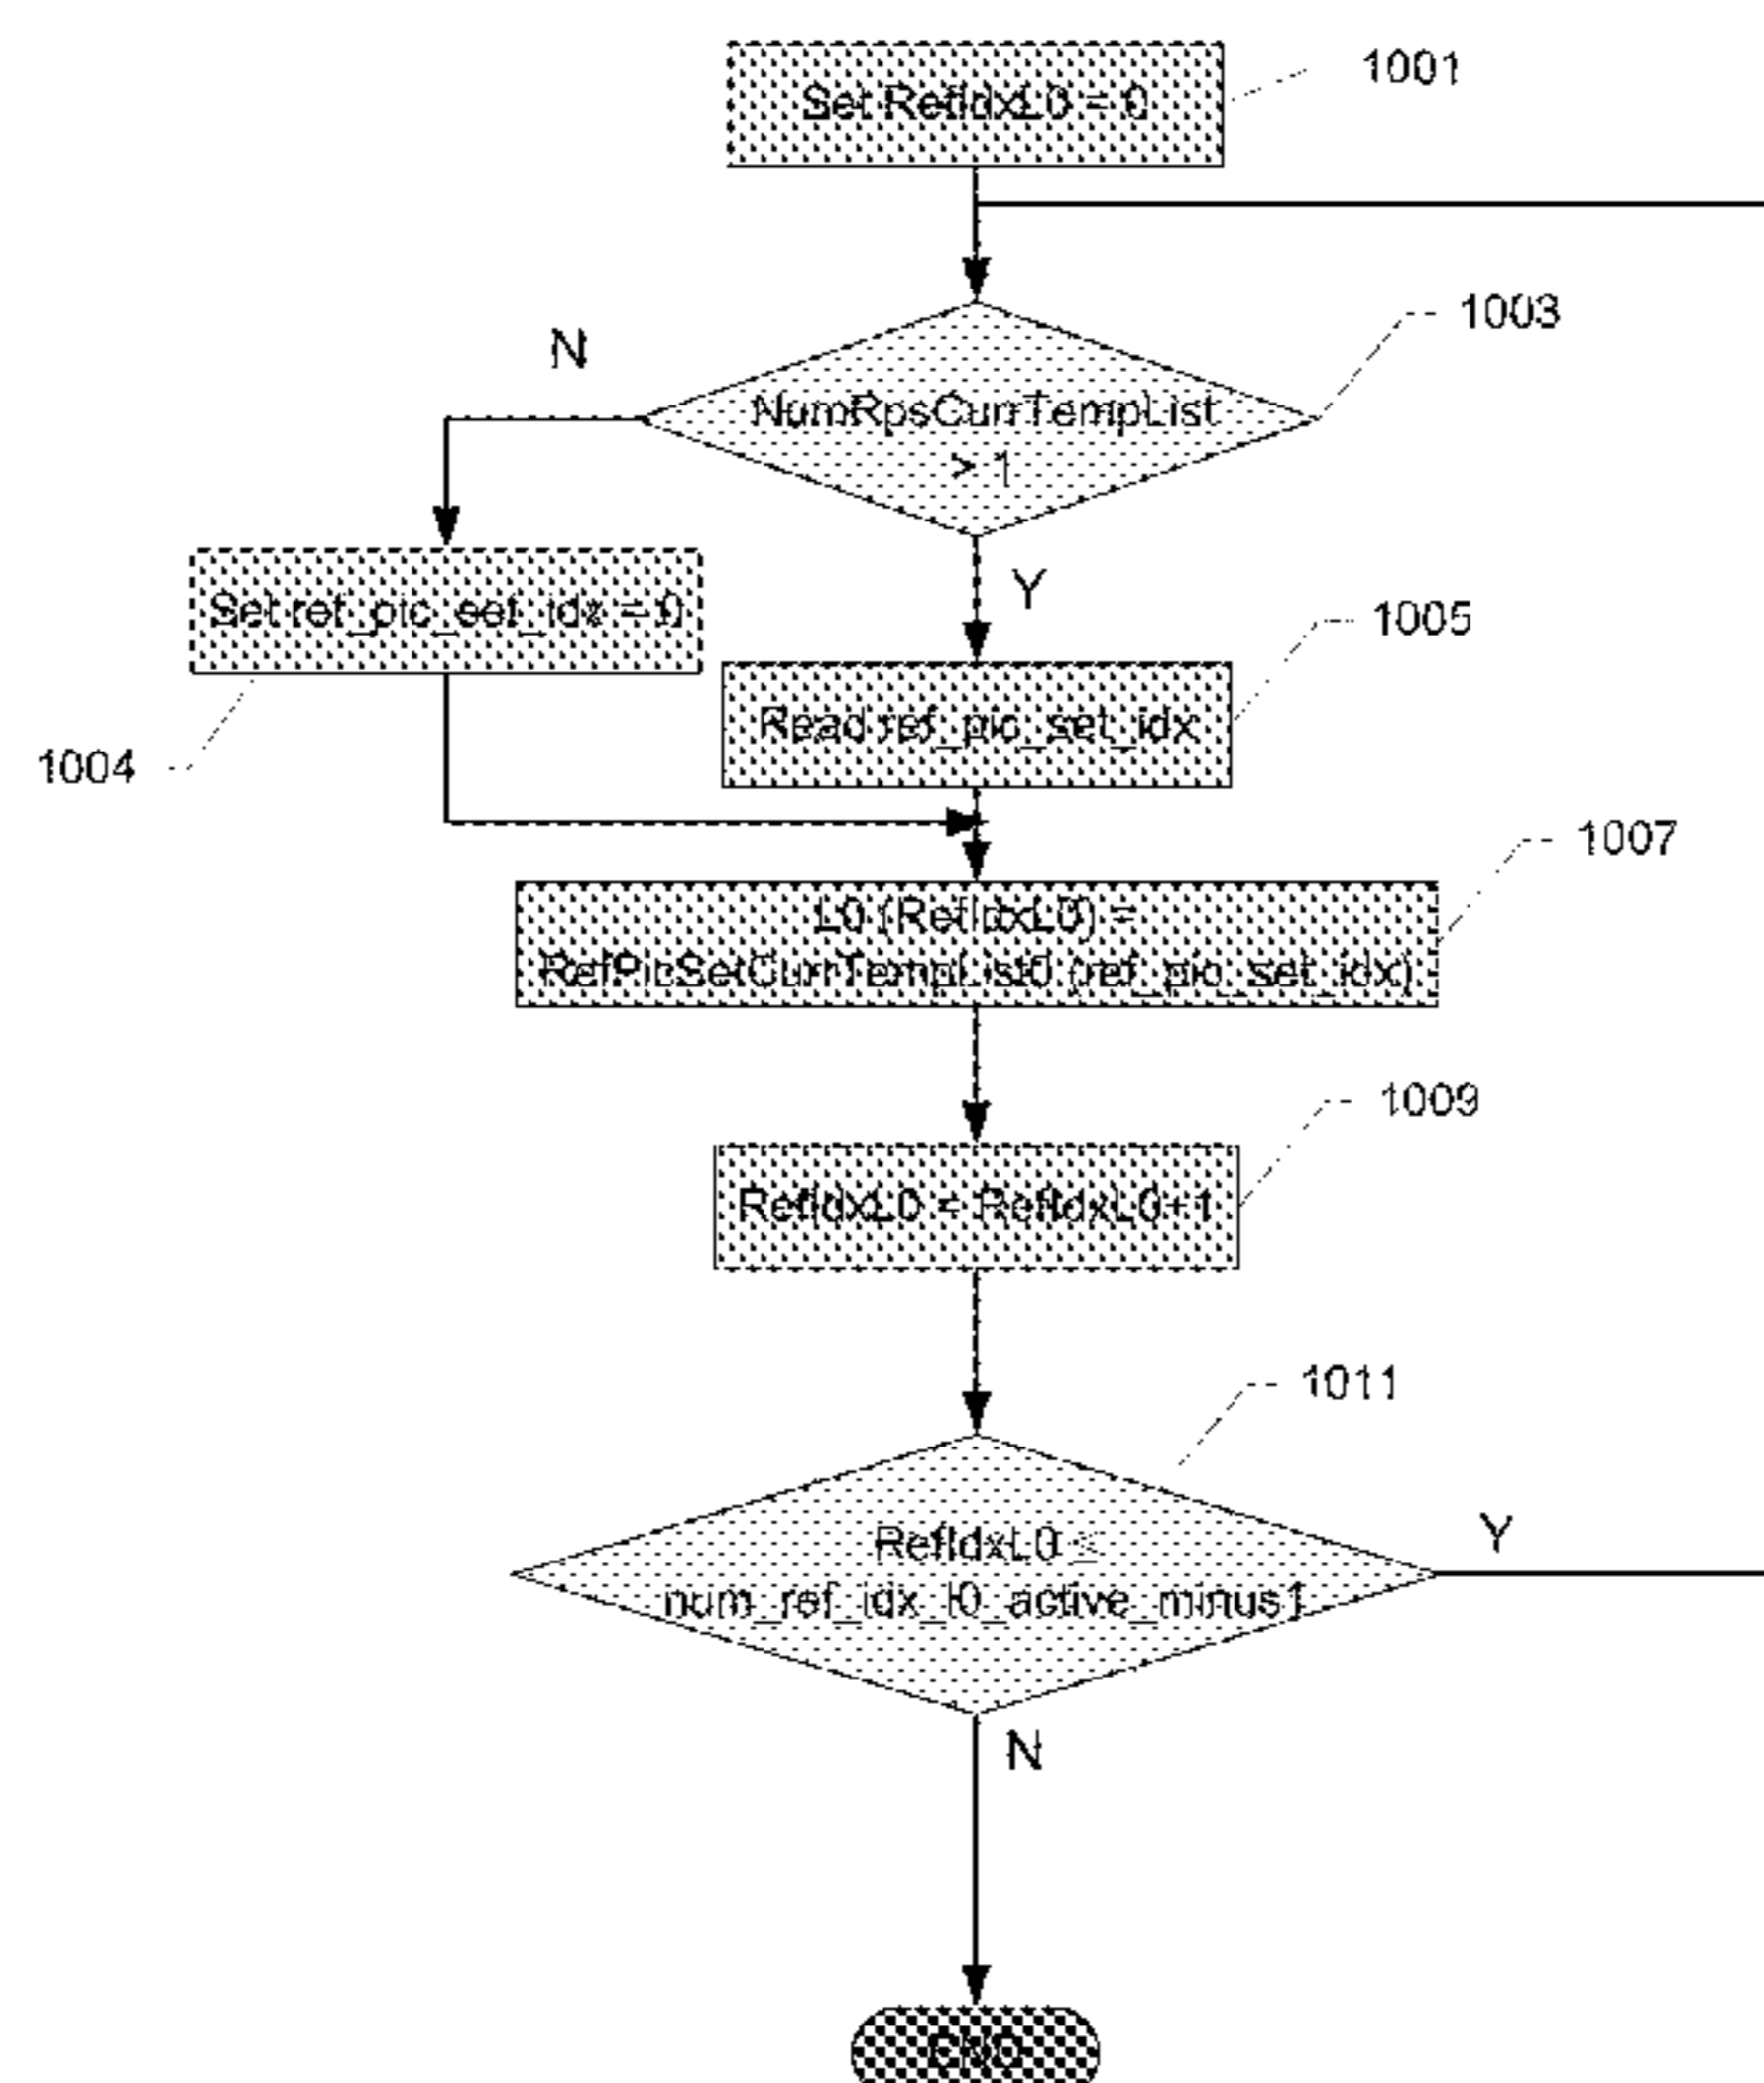 Set RefIdxL0 = 0
1001
NumRpsCurrTempList
> 1
1003
N
Y
Set ref_pic_set_idx = 0
1004
Read ref_pic_set_idx
1005
L0 (RefIdxL0) =
RefPicSetCurrTempList0 (ref_pic_set_idx)
1007
RefIdxL0 = RefIdxL0+1
1009
RefIdxL0 ≤
num_ref_idx_l0_active_minus1
1011
Y
N
END